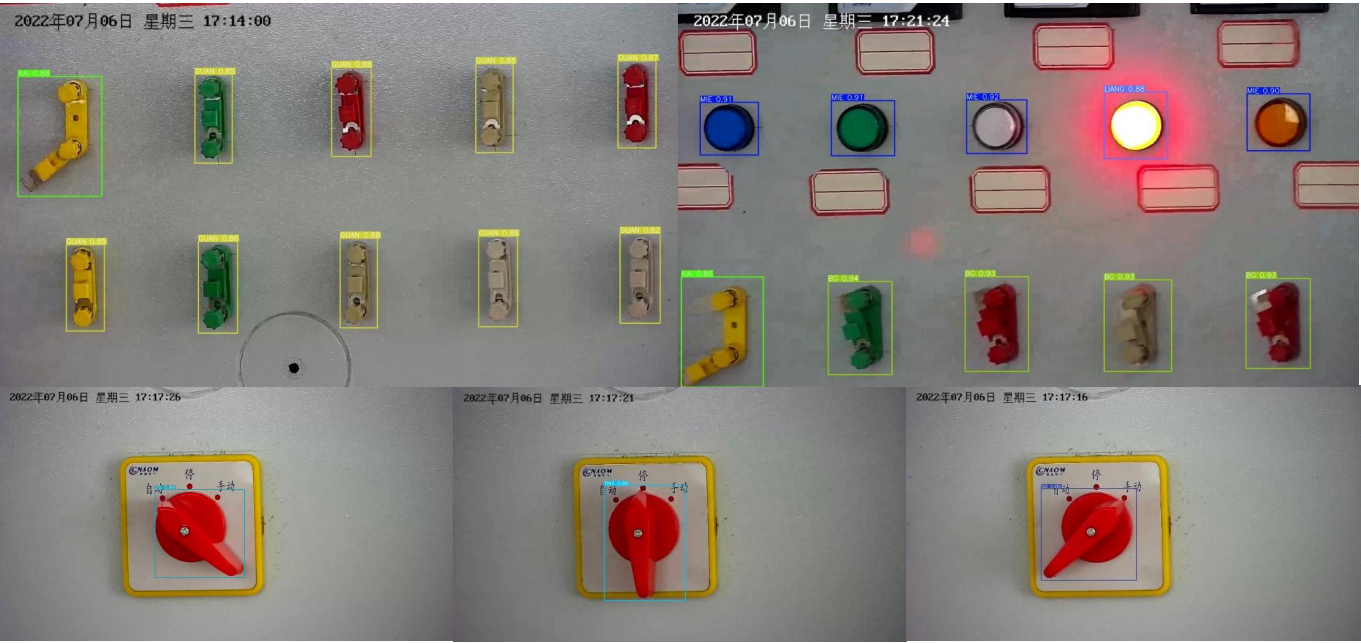 2022年07月06日 星期三 17:14:00
KAI 0.88
GUAN 0.85
GUAN 0.88
GUAN 0.88
GUAN 0.87
GUAN 0.85
GUAN 0.86
GUAN 0.88
GUAN 0.88
GUAN 0.82
2022年07月06日 星期三 17:21:24
MIE 0.91
MIE 0.91
MIE 0.92
LIANG 0.88
MIE 0.90
KAI 0.86
BG 0.94
BG 0.93
BG 0.93
BG 0.93
2022年07月06日 星期三 17:17:26
CNAOM
停
自动 手动
2022年07月06日 星期三 17:17:21
CNAOM
停
自动 手动
2022年07月06日 星期三 17:17:16
CNAOM
停
自动 手动